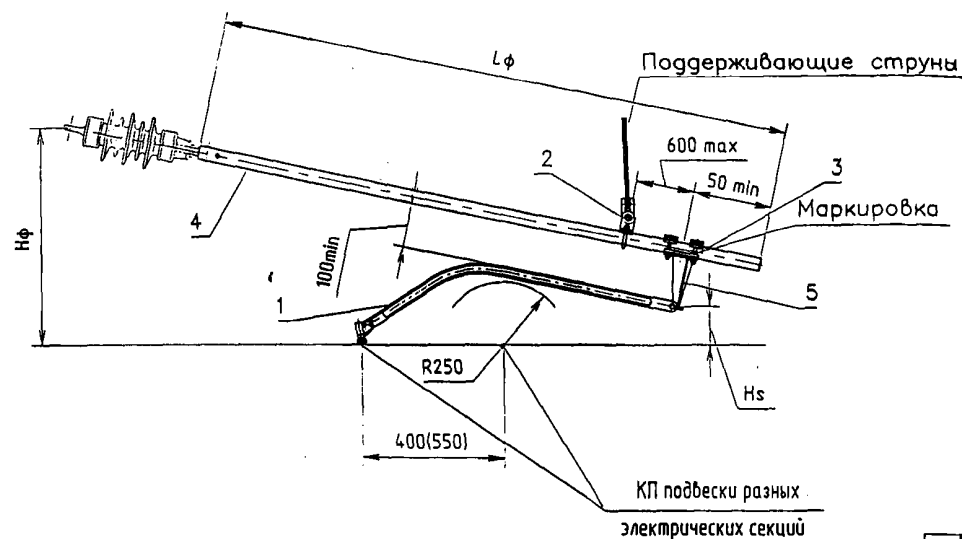 Lф
Поддерживающие струны
600 max
50 min
2
3
Маркировка
4
Hф
100min
1
5
R250
Hs
400(550)
КП подвески разных
электрических секций